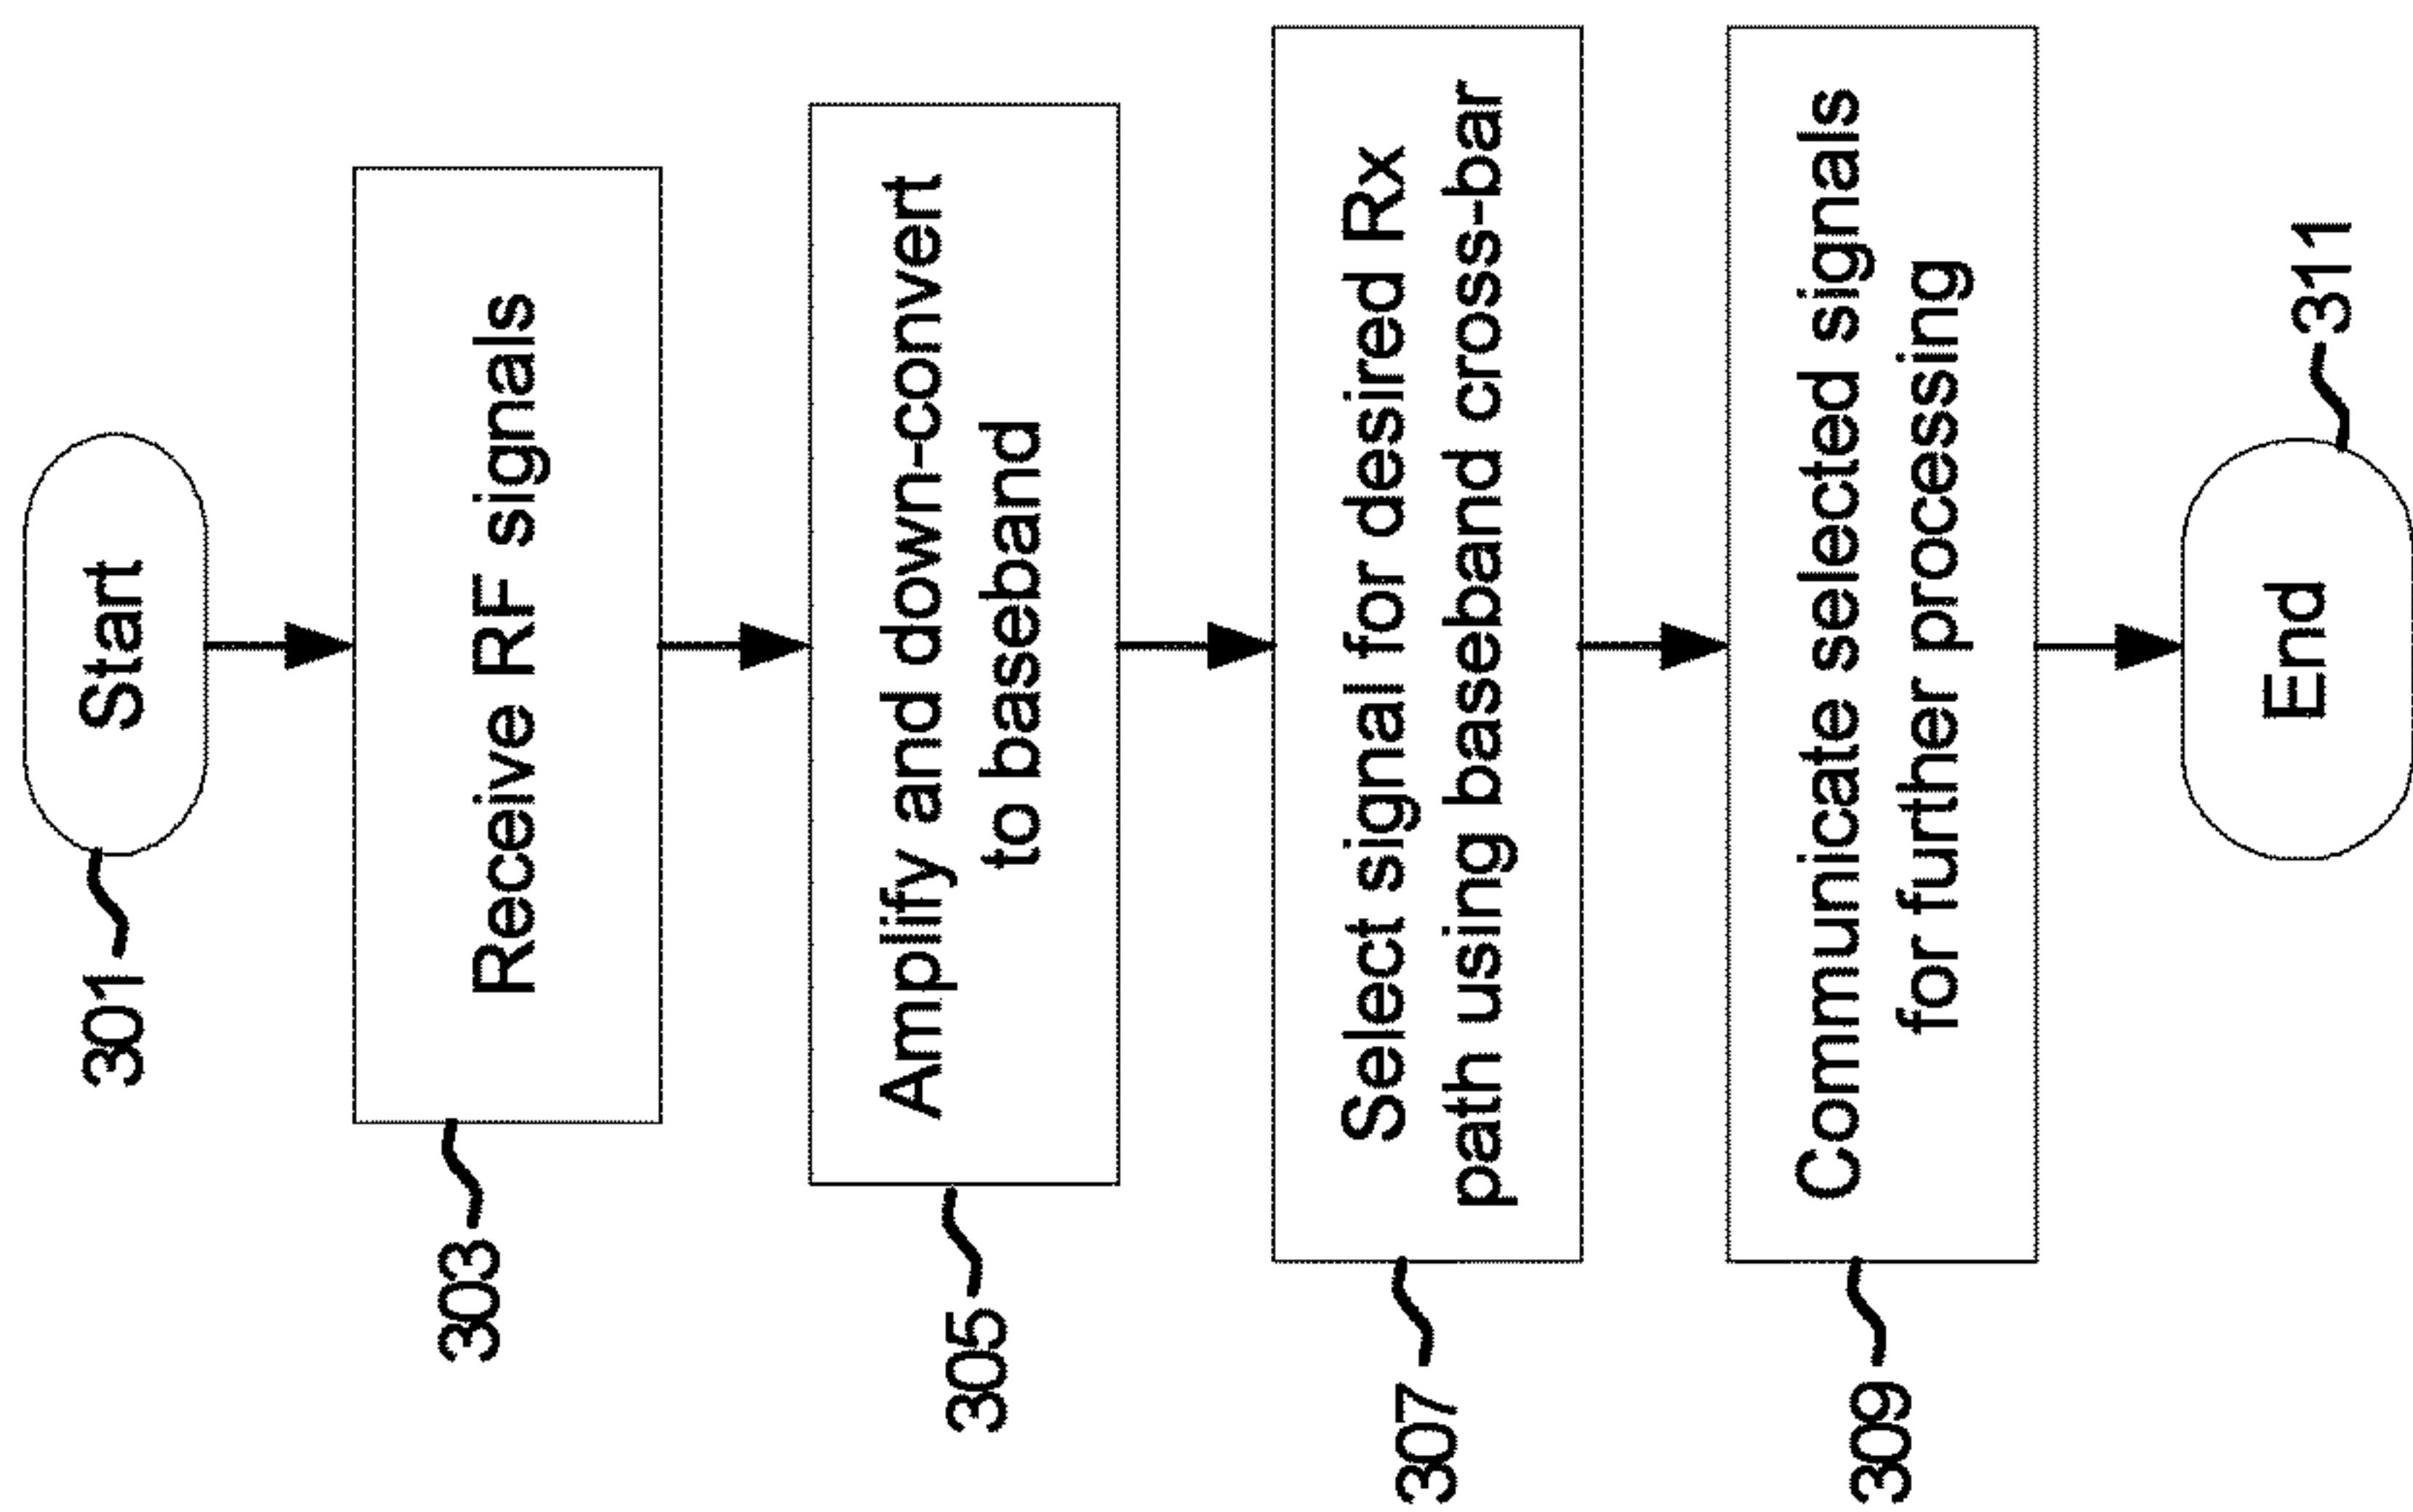 Start
301
Receive RF signals
303
Amplify and down-convert
to baseband
305
Select signal for desired Rx
path using baseband cross-bar
307
Communicate selected signals
for further processing
309
End
311